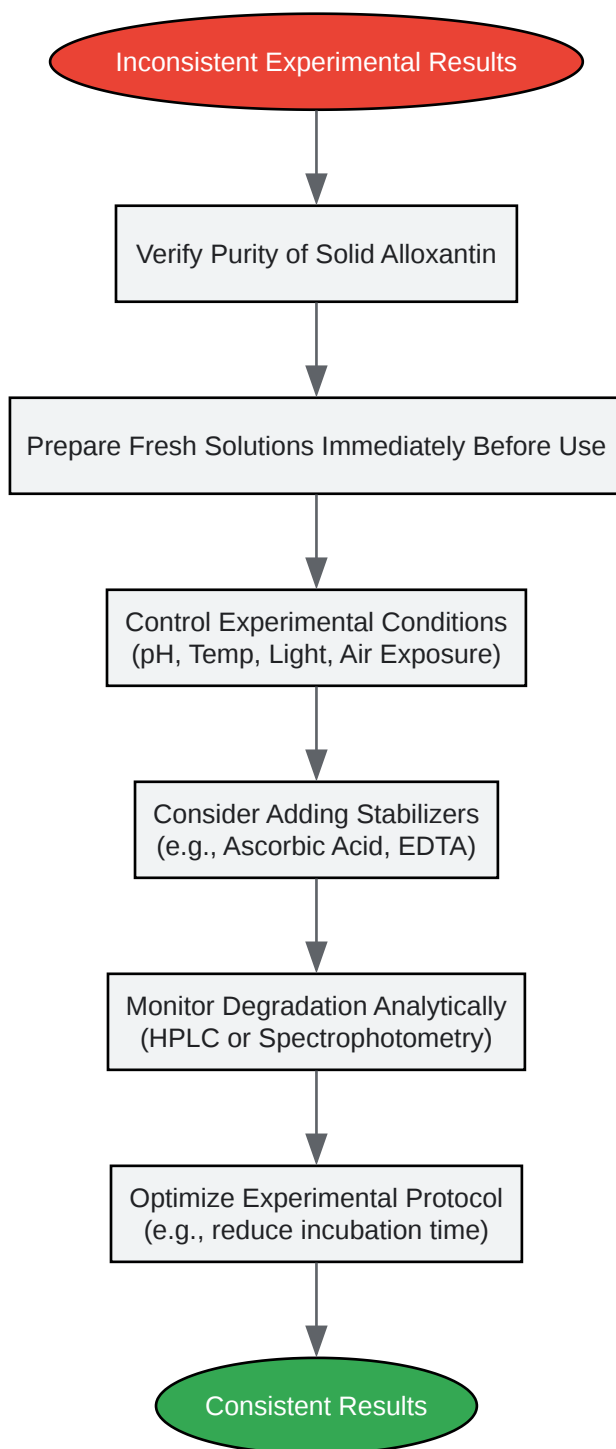 Inconsistent Experimental Results
Verify Purity of Solid Alloxantin
Prepare Fresh Solutions Immediately Before Use
Control Experimental Conditions
(pH, Temp, Light, Air Exposure)
Consider Adding Stabilizers
(e.g., Ascorbic Acid, EDTA)
Monitor Degradation Analytically
(HPLC or Spectrophotometry)
Optimize Experimental Protocol
(e.g., reduce incubation time)
Consistent Results